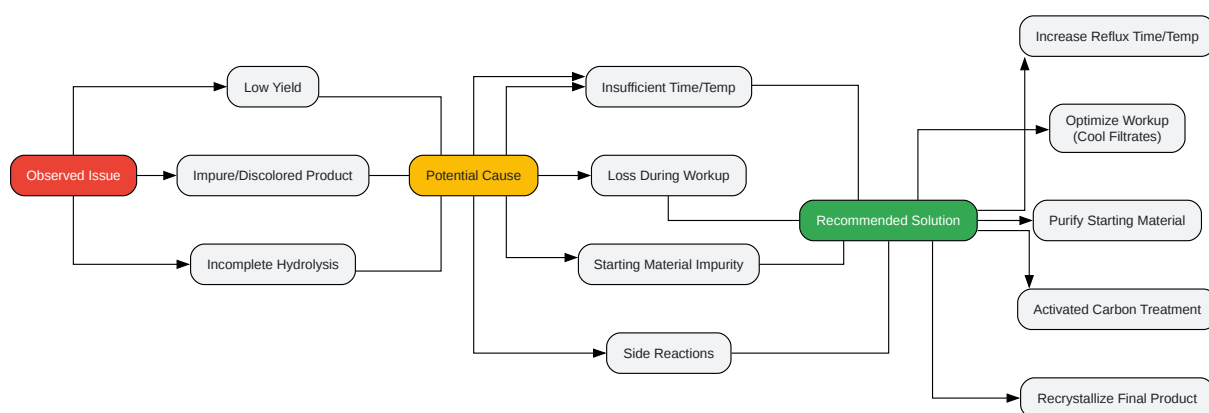 Observed Issue
Low Yield
Impure/Discolored Product
Incomplete Hydrolysis
Potential Cause
Insufficient Time/Temp
Loss During Workup
Starting Material Impurity
Side Reactions
Recommended Solution
Increase Reflux Time/Temp
Optimize Workup
(Cool Filtrates)
Purify Starting Material
Activated Carbon Treatment
Recrystallize Final Product